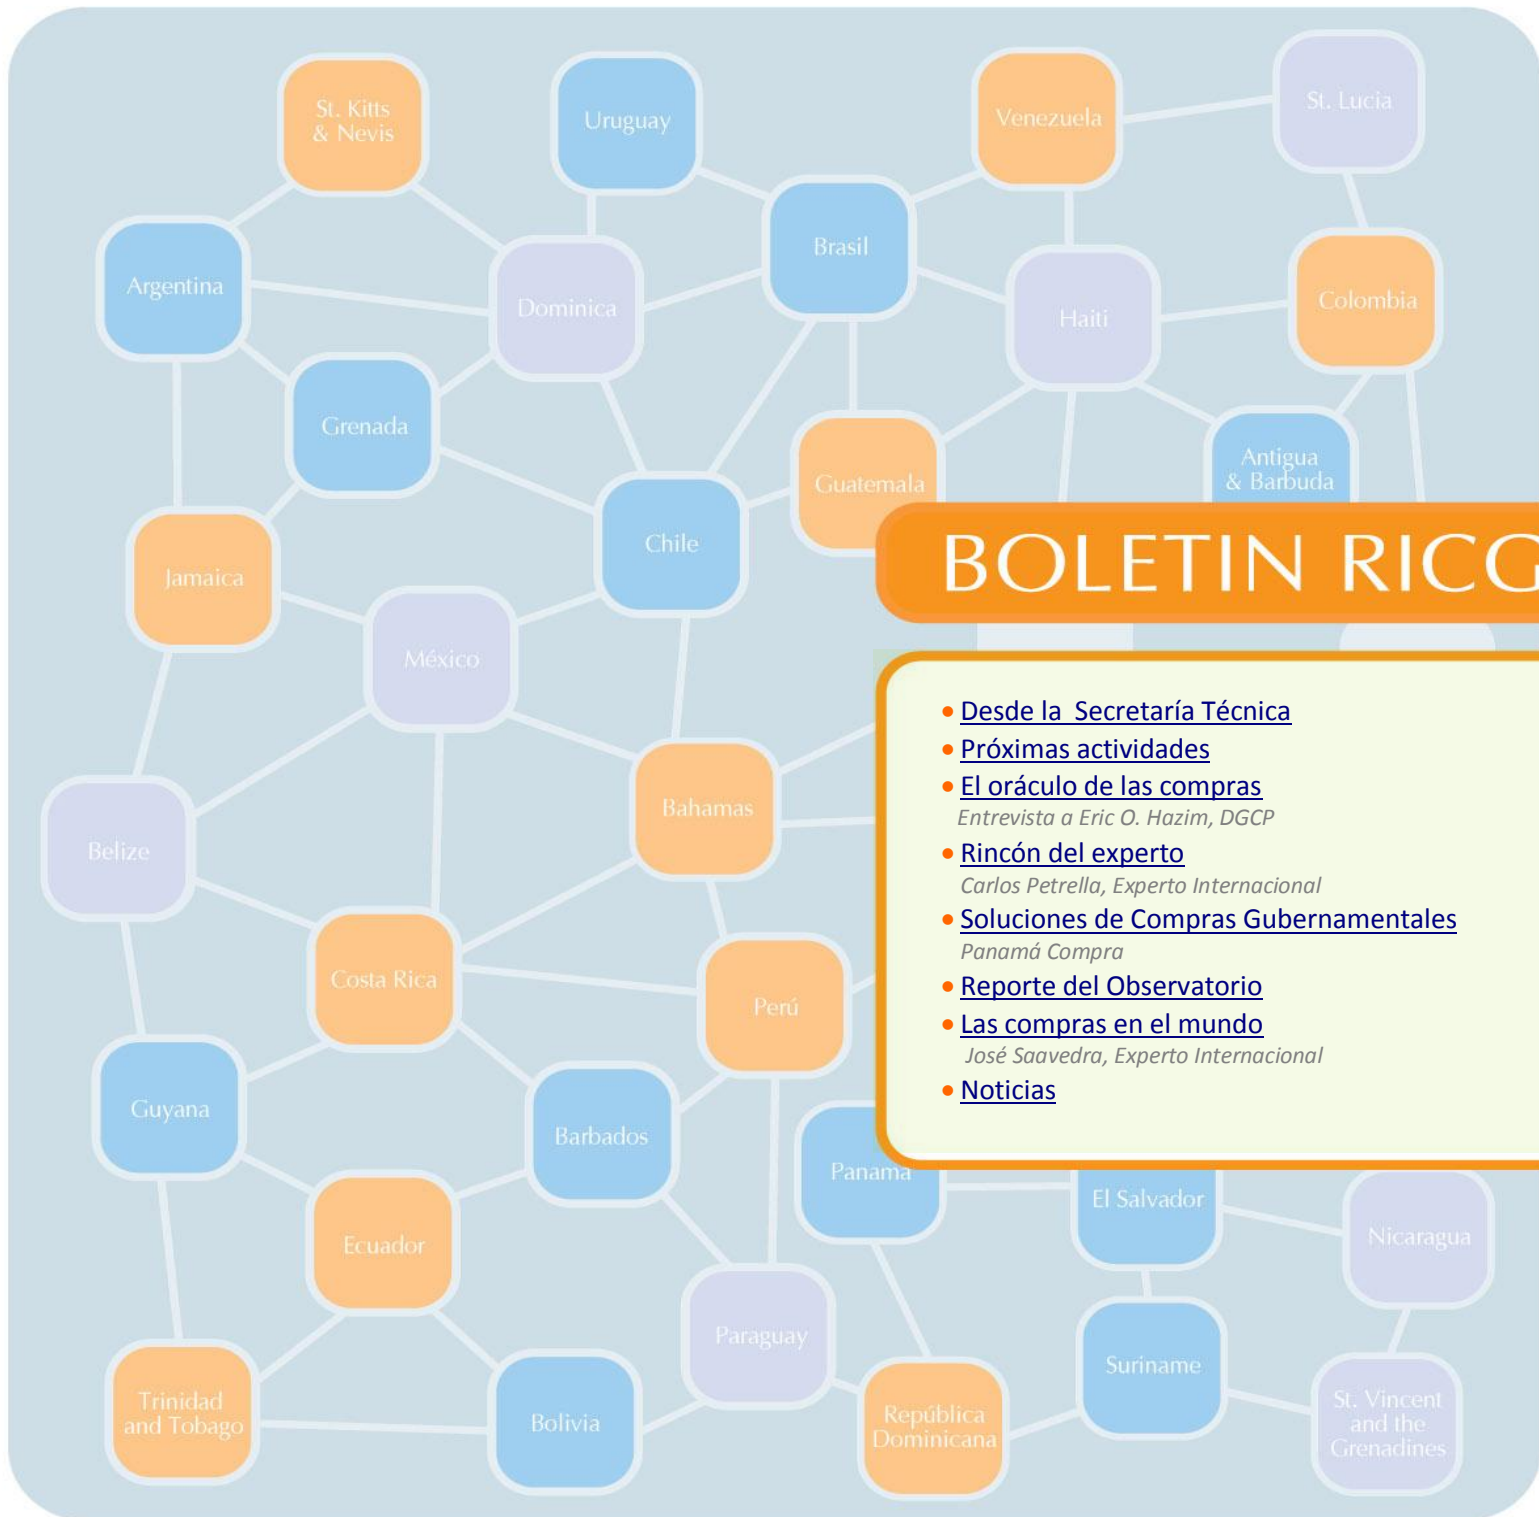 St. Kitts
& Nevis
Uruguay
Venezuela
St. Lucia
Argentina
Dominica
Brasil
Haiti
Colombia
Grenada
Guatemala
Antigua
& Barbuda
Jamaica
Chile
BOLETIN RICG
México
Belize
Bahamas
• Desde la Secretaría Técnica
• Próximas actividades
• El oráculo de las compras
Entrevista a Eric O. Hazim, DGCP
• Rincón del experto
Carlos Petrella, Experto Internacional
• Soluciones de Compras Gubernamentales
Panamá Compra
• Reporte del Observatorio
• Las compras en el mundo
José Saavedra, Experto Internacional
• Noticias
Costa Rica
Perú
Guyana
Barbados
Panamá
El Salvador
Nicaragua
Ecuador
Paraguay
Suriname
Trinidad
and Tobago
Bolivia
República
Dominicana
St. Vincent
and the
Grenadines